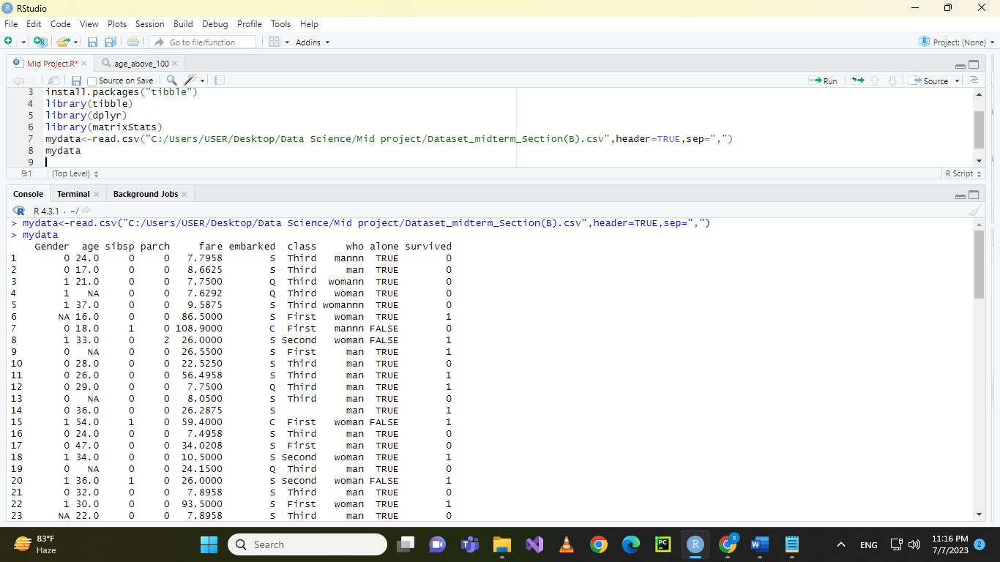 RStudio
File Edit Code View Plots Session Build Debug Profile Tools Help
Go to file/function Addins Project: (None)
Mid Project.R* age_above_100
Source on Save Run Source
3 install.packages("tibble")
4 library(tibble)
5 library(dplyr)
6 library(matrixStats)
7 mydata<-read.csv("C:/Users/USER/Desktop/Data Science/Mid project/Dataset_midterm_Section(B).csv",header=TRUE,sep=",")
8 mydata
9
9:1 (Top Level) R Script
Console Terminal Background Jobs
R 4.3.1 · ~/
> mydata<-read.csv("C:/Users/USER/Desktop/Data Science/Mid project/Dataset_midterm_Section(B).csv",header=TRUE,sep=",")
> mydata
Gender age sibsp parch fare embarked class who alone survived
1 0 24.0 0 0 7.7958 S Third mannn TRUE 0
2 0 17.0 0 0 8.6625 S Third man TRUE 0
3 1 21.0 0 0 7.7500 Q Third womann TRUE 0
4 1 NA 0 0 7.6292 Q Third woman TRUE 0
5 1 37.0 0 0 9.5875 S Third womannn TRUE 0
6 NA 16.0 0 0 86.5000 S First woman TRUE 1
7 0 18.0 1 0 108.9000 C First mannn FALSE 0
8 1 33.0 0 2 26.0000 S Second woman FALSE 1
9 0 NA 0 0 26.5500 S First man TRUE 1
10 0 28.0 0 0 22.5250 S Third man TRUE 0
11 0 26.0 0 0 56.4958 S Third man TRUE 1
12 0 29.0 0 0 7.7500 Q Third man TRUE 1
13 0 NA 0 0 8.0500 S Third man TRUE 0
14 0 36.0 0 0 26.2875 S man TRUE 1
15 1 54.0 1 0 59.4000 C First woman FALSE 1
16 0 24.0 0 0 7.4958 S Third man TRUE 0
17 0 47.0 0 0 34.0208 S First man TRUE 0
18 1 34.0 0 0 10.5000 S Second woman TRUE 1
19 0 NA 0 0 24.1500 Q Third man TRUE 0
20 1 36.0 1 0 26.0000 S Second woman FALSE 1
21 0 32.0 0 0 7.8958 S Third man TRUE 0
22 1 30.0 0 0 93.5000 S First woman TRUE 1
23 NA 22.0 0 0 7.8958 S Third man TRUE 0
83°F
Haze
Search
ENG
11:16 PM
7/7/2023
2